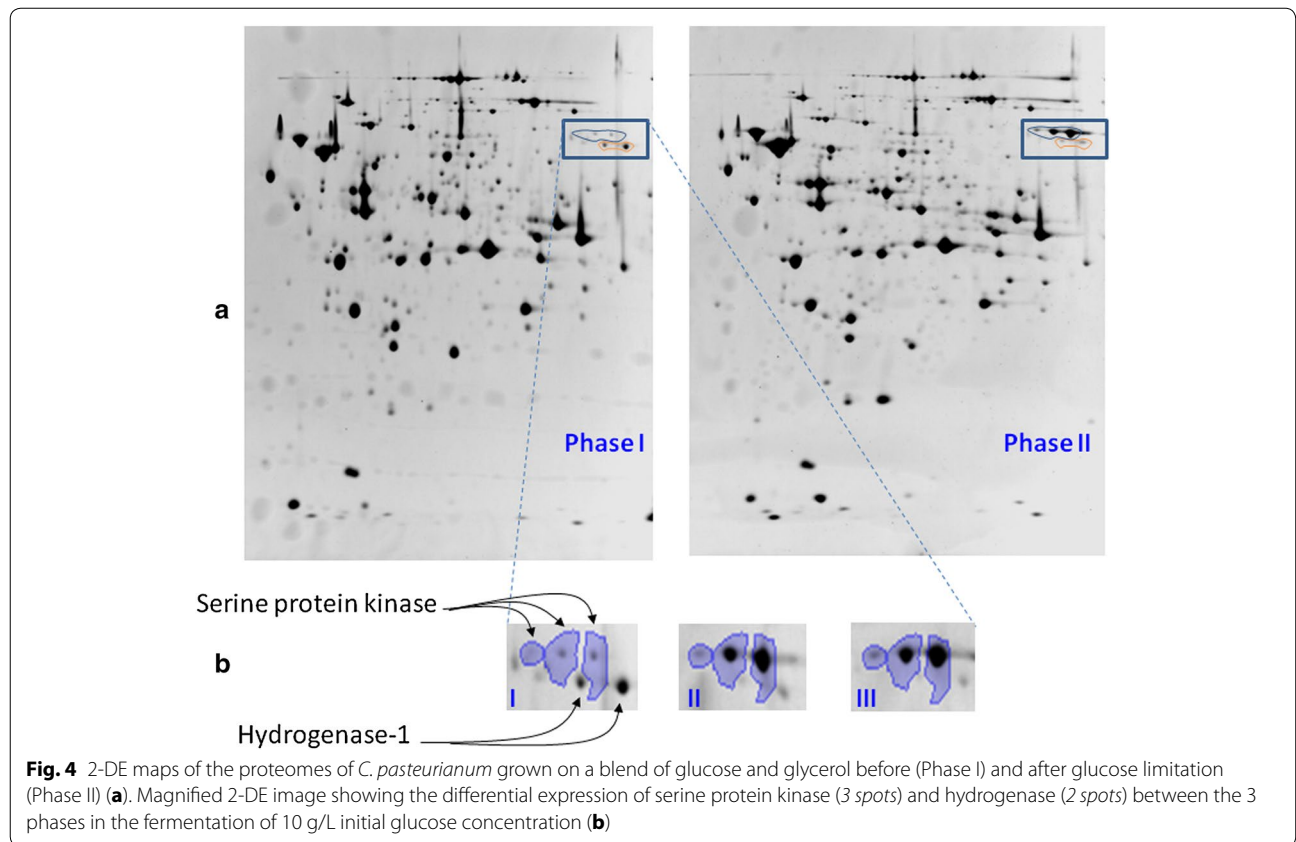 a
Phase I
Phase II
Serine protein kinase
b
I
II
III
Hydrogenase-1
Fig. 4 2-DE maps of the proteomes of C. pasteurianum grown on a blend of glucose and glycerol before (Phase I) and after glucose limitation
(Phase II) (a). Magnified 2-DE image showing the differential expression of serine protein kinase (3 spots) and hydrogenase (2 spots) between the 3
phases in the fermentation of 10 g/L initial glucose concentration (b)